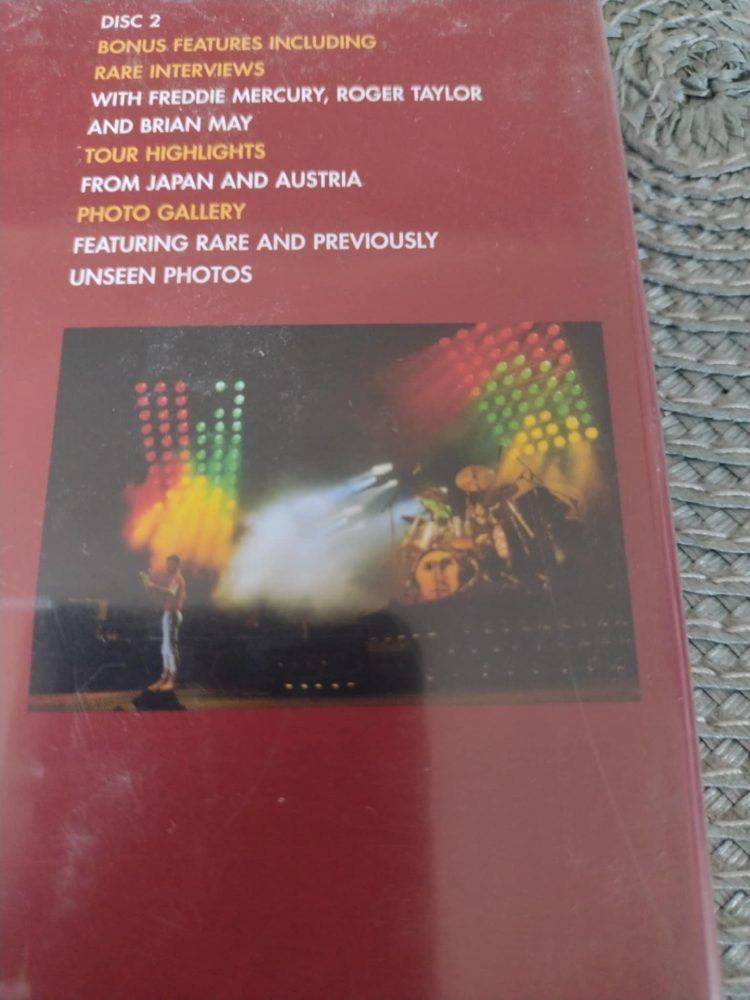 DISC 2
BONUS FEATURES INCLUDING
RARE INTERVIEWS
WITH FREDDIE MERCURY, ROGER TAYLOR
AND BRIAN MAY
TOUR HIGHLIGHTS
FROM JAPAN AND AUSTRIA
PHOTO GALLERY
FEATURING RARE AND PREVIOUSLY
UNSEEN PHOTOS